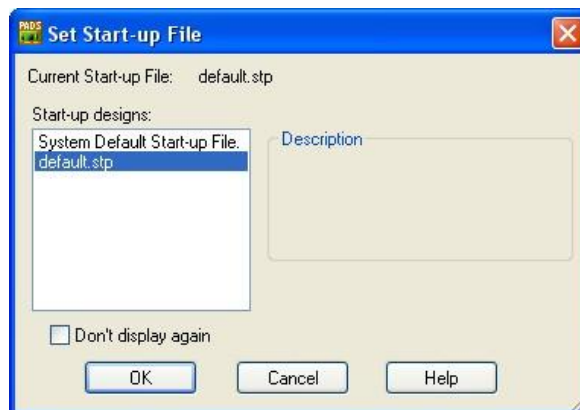 PADS
Set Start-up File
Current Start-up File: default.stp
Start-up designs:
System Default Start-up File.
default.stp
Description
Don't display again
OK Cancel Help